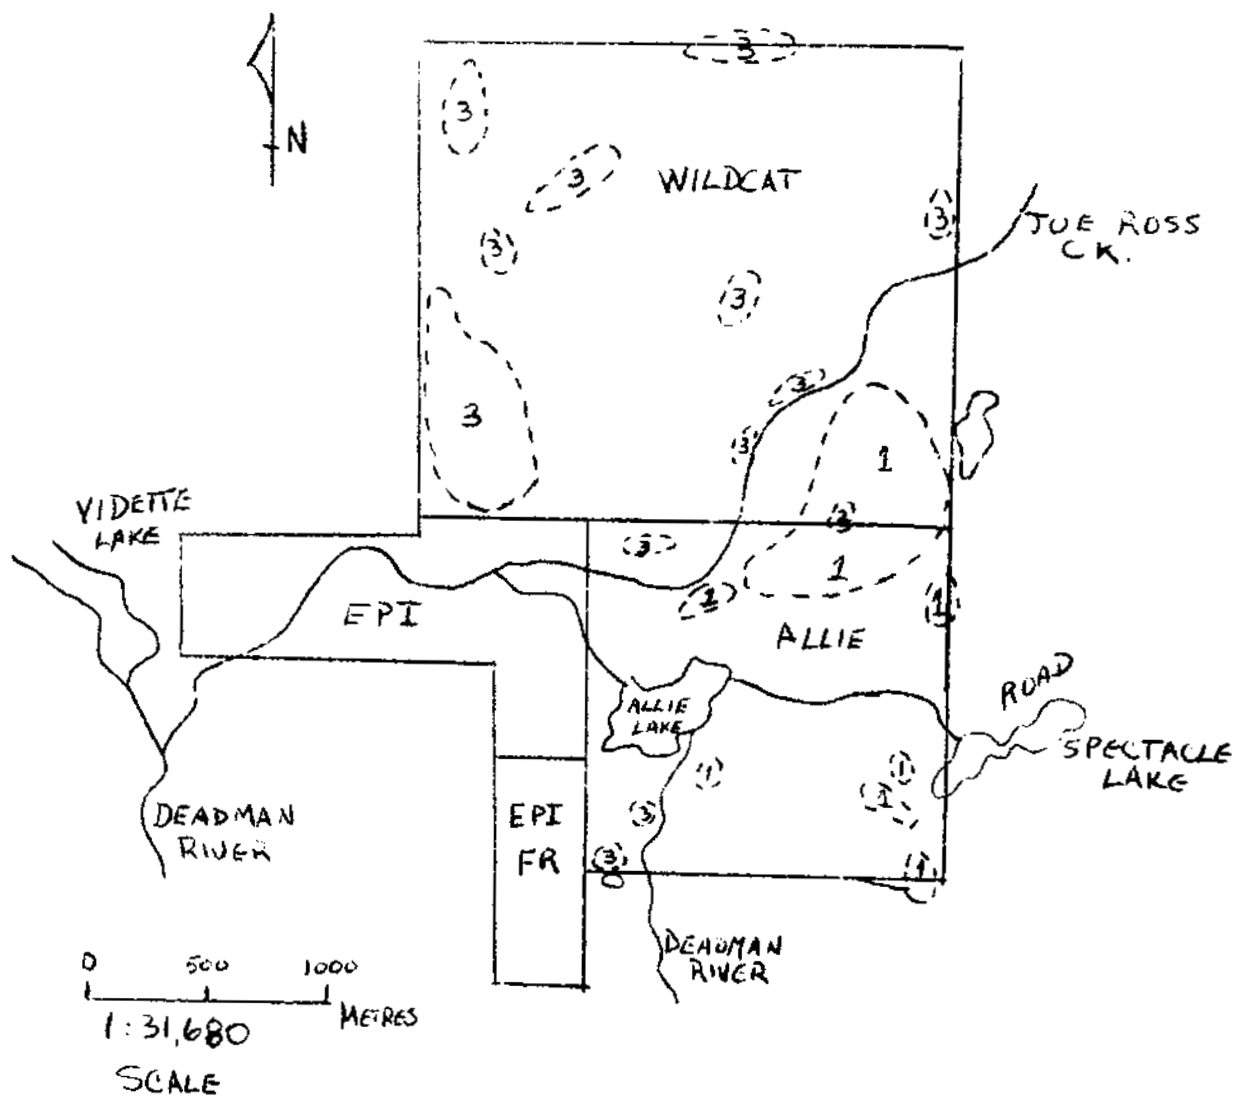 3
N
3
3
WILDCAT
3
JOE ROSS
CK.
3
3
3
3
3
1
VIDETTE
LAKE
3
3
1
1
1
EPI
ALLIE
ROAD
ALLIE
LAKE
SPECTACLE
LAKE
1
1
1
DEADMAN
RIVER
EPI
FR
3
3
1
DEADMAN
RIVER
0 500 1000
METRES
1:31,680
SCALE